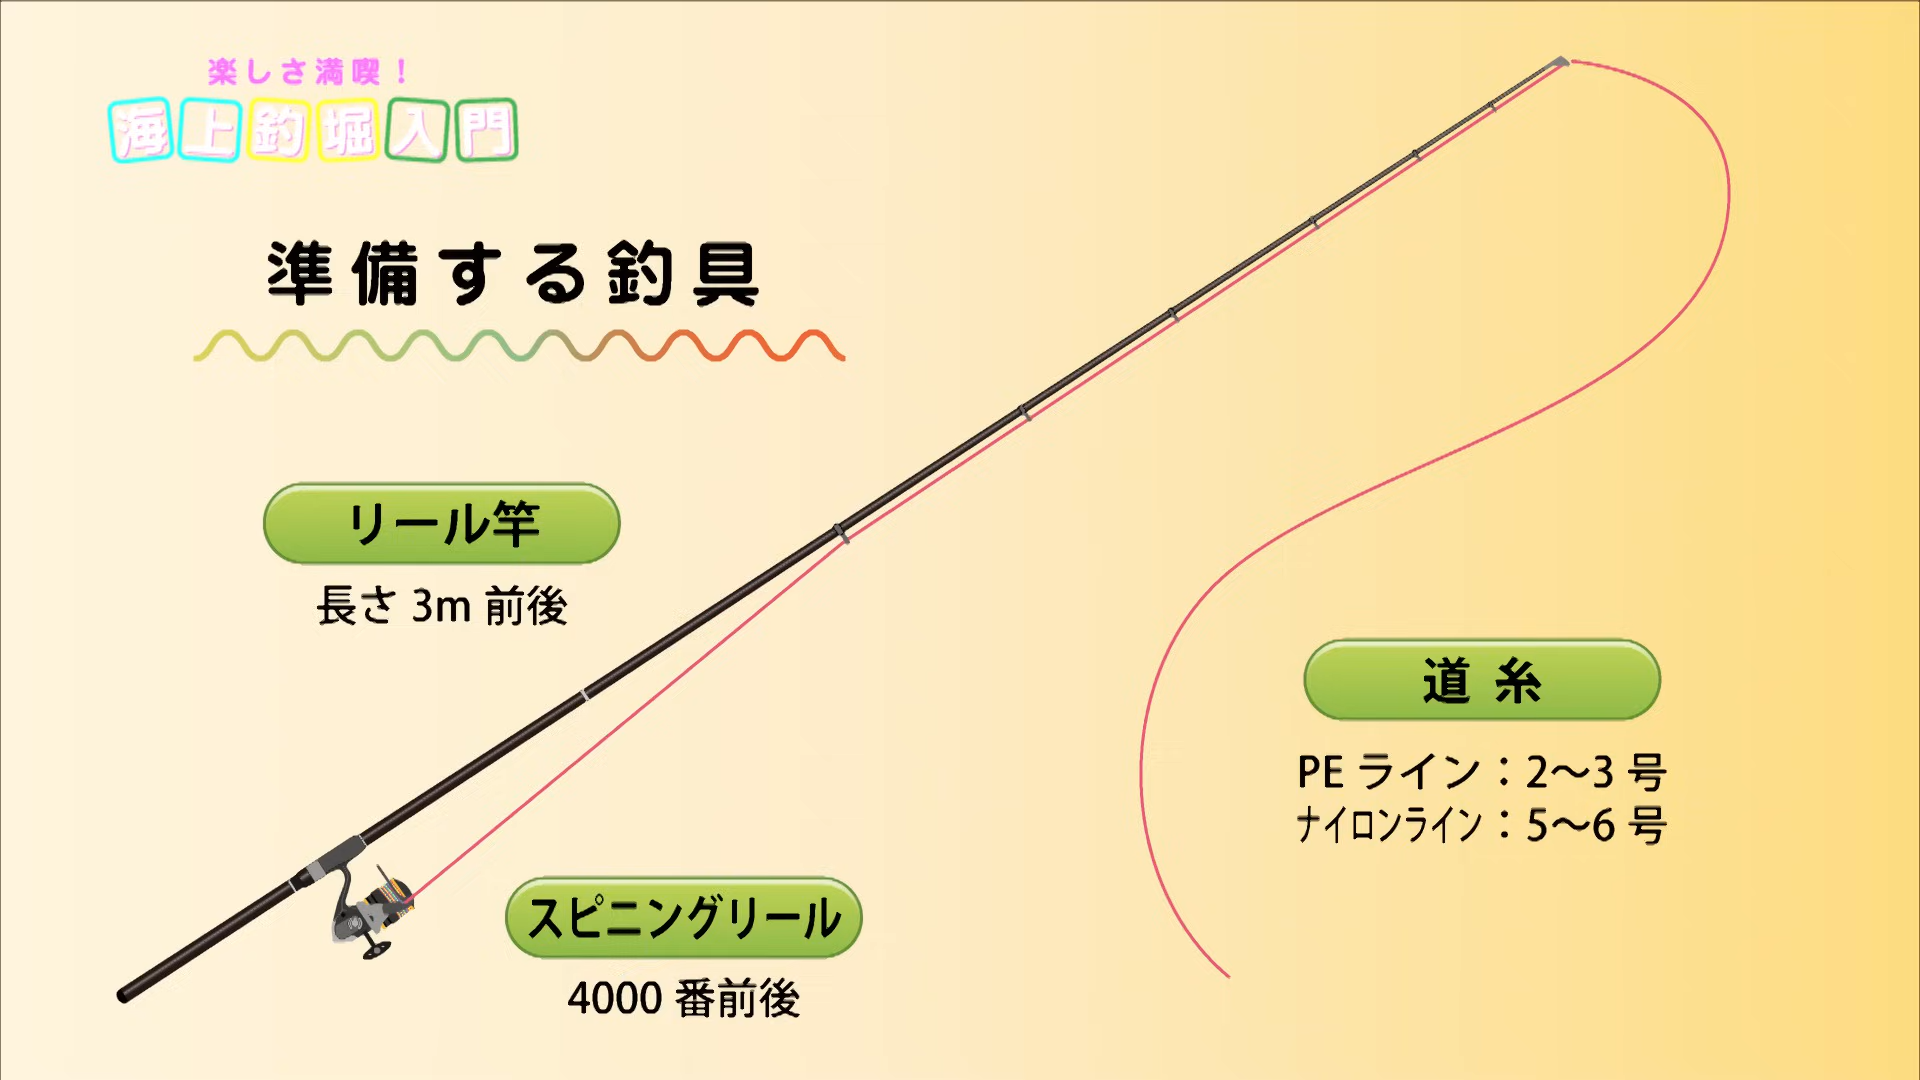 楽しさ満喫！
海上釣堀入門
準備する釣具
リール竿
長さ 3m 前後
道糸
PE ライン：2〜3 号
ナイロンライン：5〜6 号
スピニングリール
4000 番前後